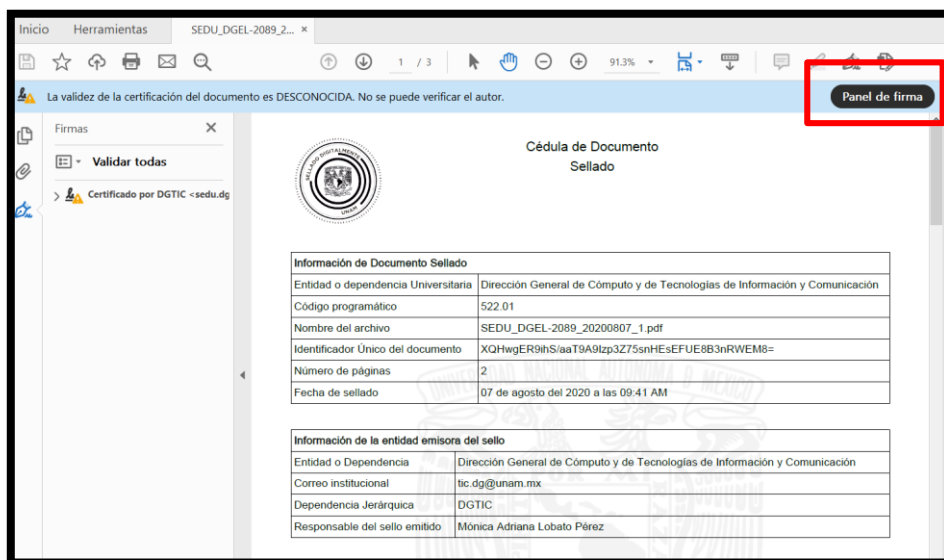 Inicio Herramientas SEDU_DGEL-2089_2... ×
1 / 3 91.3%
La validez de la certificación del documento es DESCONOCIDA. No se puede verificar el autor. Panel de firma
Firmas ×
Validar todas
Certificado por DGTIC <sedu.dg
SELLADO DIGITALMENTE
UNAM
Cédula de Documento
Sellado
Información de Documento Sellado
Entidad o dependencia Universitaria Dirección General de Cómputo y de Tecnologías de Información y Comunicación
Código programático 522.01
Nombre del archivo SEDU_DGEL-2089_20200807_1.pdf
Identificador Único del documento XQHwgER9ihS/aaT9A9Izp3Z75snHEsEFUE8B3nRWEM8=
Número de páginas 2
Fecha de sellado 07 de agosto del 2020 a las 09:41 AM
Información de la entidad emisora del sello
Entidad o Dependencia Dirección General de Cómputo y de Tecnologías de Información y Comunicación
Correo institucional tic.dg@unam.mx
Dependencia Jerárquica DGTIC
Responsable del sello emitido Mónica Adriana Lobato Pérez